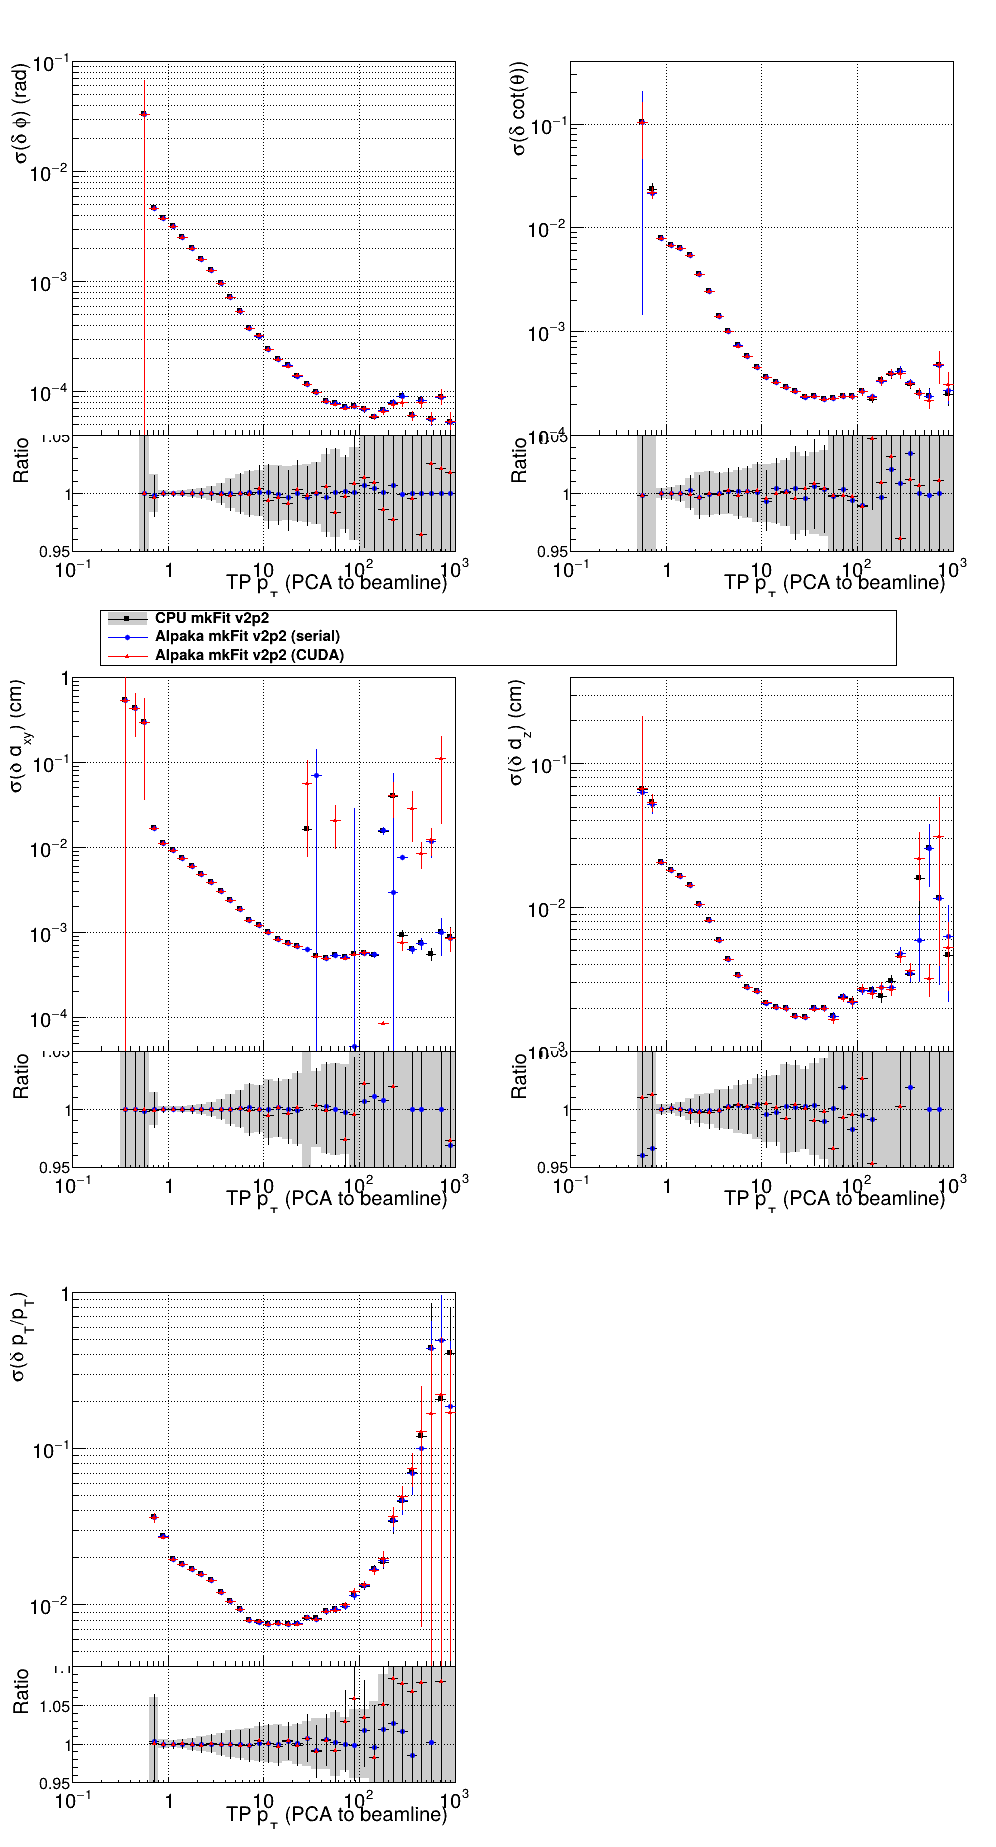 σ(δ φ) (rad)
10⁻¹
10⁻²
10⁻³
10⁻⁴
Ratio
1.05
1
0.95
10⁻¹ 1 10 10² 10³
TP p_T (PCA to beamline)
σ(δ cot(θ))
10⁻¹
10⁻²
10⁻³
10⁻⁴
Ratio
1
0.95
10⁻¹ 1 10 10² 10³
TP p_T (PCA to beamline)
CPU mkFit v2p2
Alpaka mkFit v2p2 (serial)
Alpaka mkFit v2p2 (CUDA)
σ(δ d_xy) (cm)
1
10⁻¹
10⁻²
10⁻³
10⁻⁴
Ratio
1.05
1
0.95
10⁻¹ 1 10 10² 10³
TP p_T (PCA to beamline)
σ(δ d_z) (cm)
10⁻¹
10⁻²
10⁻³
Ratio
1
0.95
10⁻¹ 1 10 10² 10³
TP p_T (PCA to beamline)
σ(δ p_T/p_T)
1
10⁻¹
10⁻²
Ratio
1.1
1.05
1
0.95
10⁻¹ 1 10 10² 10³
TP p_T (PCA to beamline)